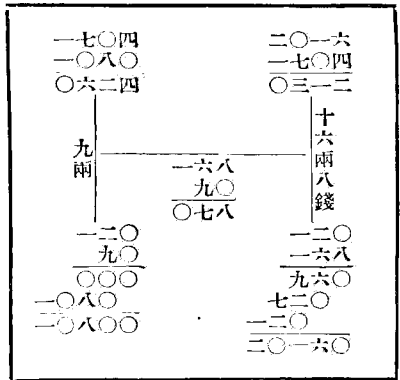 二〇一六
一七〇四
〇三一二
十六兩八錢
一二〇
一六八
九六〇
七二〇
一二〇
二〇一六〇
一六八
九〇
〇七八
一七〇四
一〇八〇
〇六二四
九兩
一二〇
九〇
〇〇〇
一〇八〇
一〇八〇〇